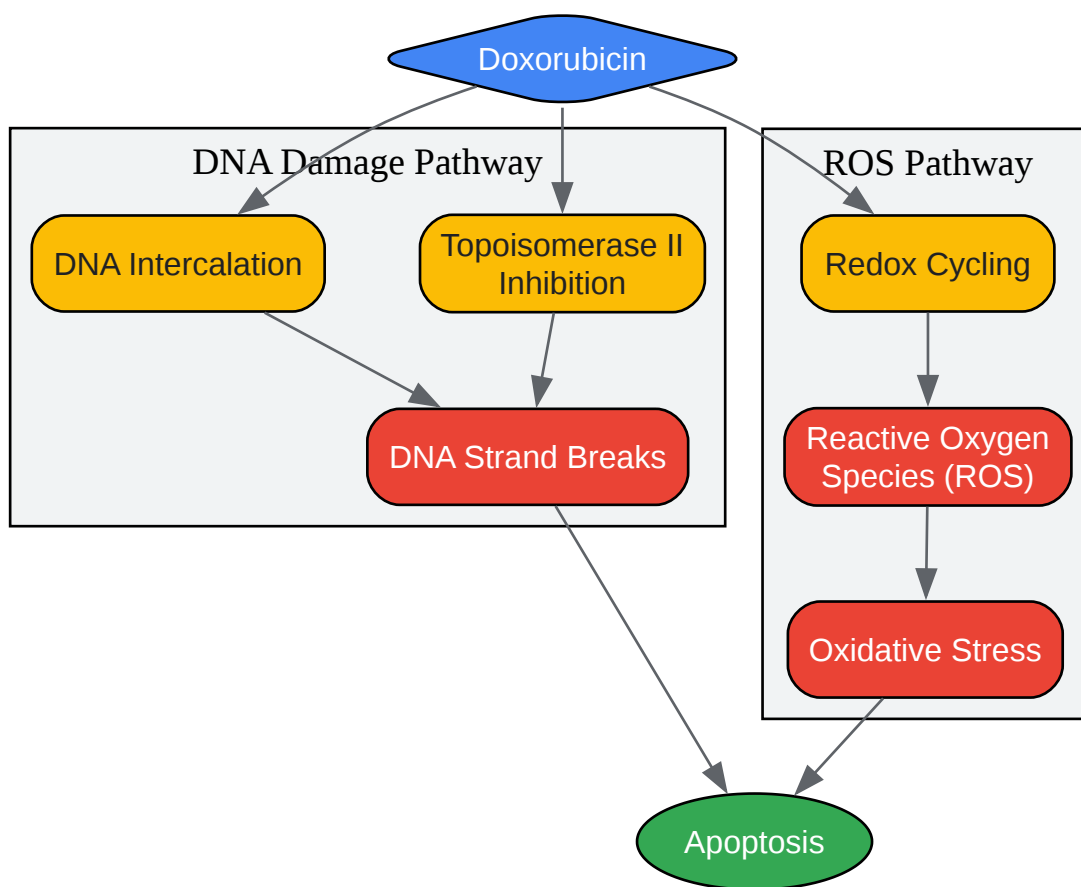 Doxorubicin
DNA Damage Pathway
ROS Pathway
DNA Intercalation
Topoisomerase II
Inhibition
Redox Cycling
DNA Strand Breaks
Reactive Oxygen
Species (ROS)
Oxidative Stress
Apoptosis